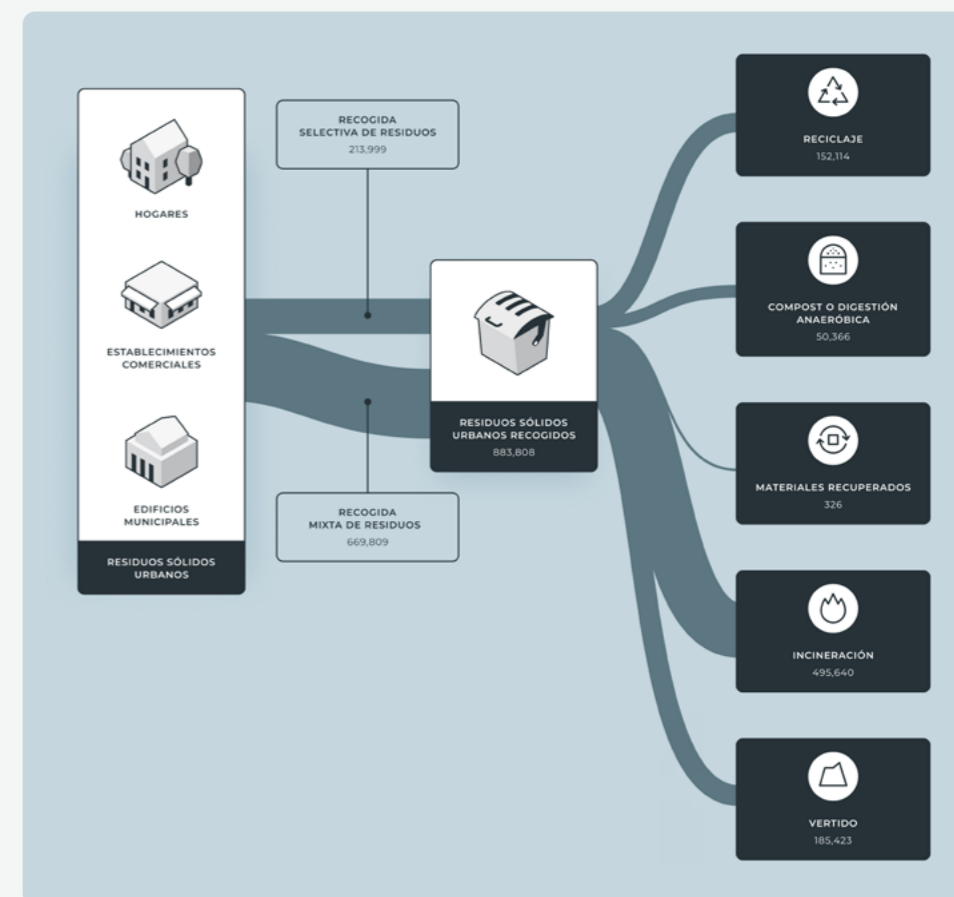 HOGARES
ESTABLECIMIENTOS
COMERCIALES
EDIFICIOS
MUNICIPALES
RESIDUOS SÓLIDOS
URBANOS
RECOGIDA
SELECTIVA DE RESIDUOS
213,999
RECOGIDA
MIXTA DE RESIDUOS
669,809
RESIDUOS SÓLIDOS
URBANOS RECOGIDOS
883,808
RECICLAJE
152,114
COMPOST O DIGESTIÓN
ANAERÓBICA
50,366
MATERIALES RECUPERADOS
326
INCINERACIÓN
495,640
VERTIDO
185,423